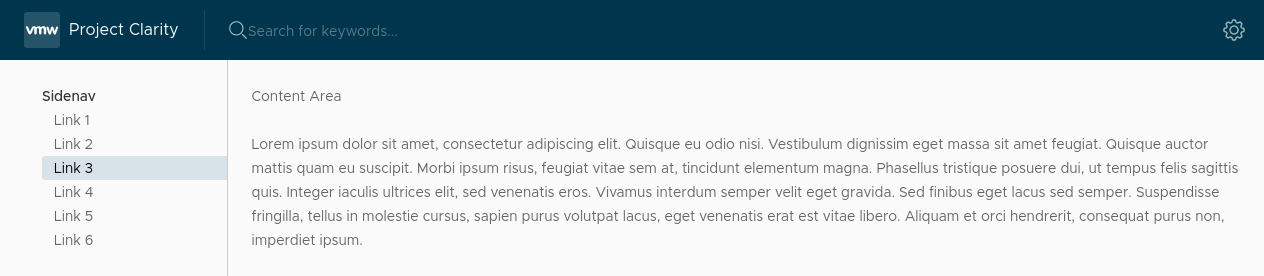 vmw Project Clarity Search for keywords...
Sidenav
Link 1
Link 2
Link 3
Link 4
Link 5
Link 6
Content Area
Lorem ipsum dolor sit amet, consectetur adipiscing elit. Quisque eu odio nisi. Vestibulum dignissim eget massa sit amet feugiat. Quisque auctor
mattis quam eu suscipit. Morbi ipsum risus, feugiat vitae sem at, tincidunt elementum magna. Phasellus tristique posuere dui, ut tempus felis sagittis
quis. Integer iaculis ultrices elit, sed venenatis eros. Vivamus interdum semper velit eget gravida. Sed finibus eget lacus sed semper. Suspendisse
fringilla, tellus in molestie cursus, sapien purus volutpat lacus, eget venenatis erat est vitae libero. Aliquam et orci hendrerit, consequat purus non,
imperdiet ipsum.